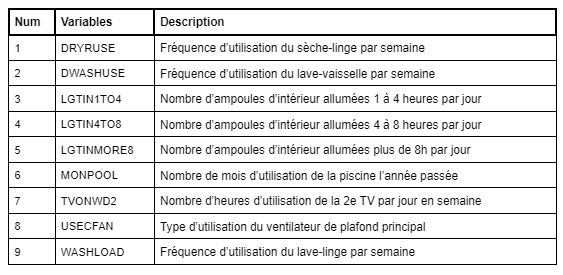 Num Variables Description
1 DRYRUSE Fréquence d'utilisation du sèche-linge par semaine
2 DWASHUSE Fréquence d'utilisation du lave-vaisselle par semaine
3 LGTIN1TO4 Nombre d'ampoules d'intérieur allumées 1 à 4 heures par jour
4 LGTIN4TO8 Nombre d'ampoules d'intérieur allumées 4 à 8 heures par jour
5 LGTINMORE8 Nombre d'ampoules d'intérieur allumées plus de 8h par jour
6 MONPOOL Nombre de mois d'utilisation de la piscine l'année passée
7 TVONWD2 Nombre d'heures d'utilisation de la 2e TV par jour en semaine
8 USECFAN Type d'utilisation du ventilateur de plafond principal
9 WASHLOAD Fréquence d'utilisation du lave-linge par semaine